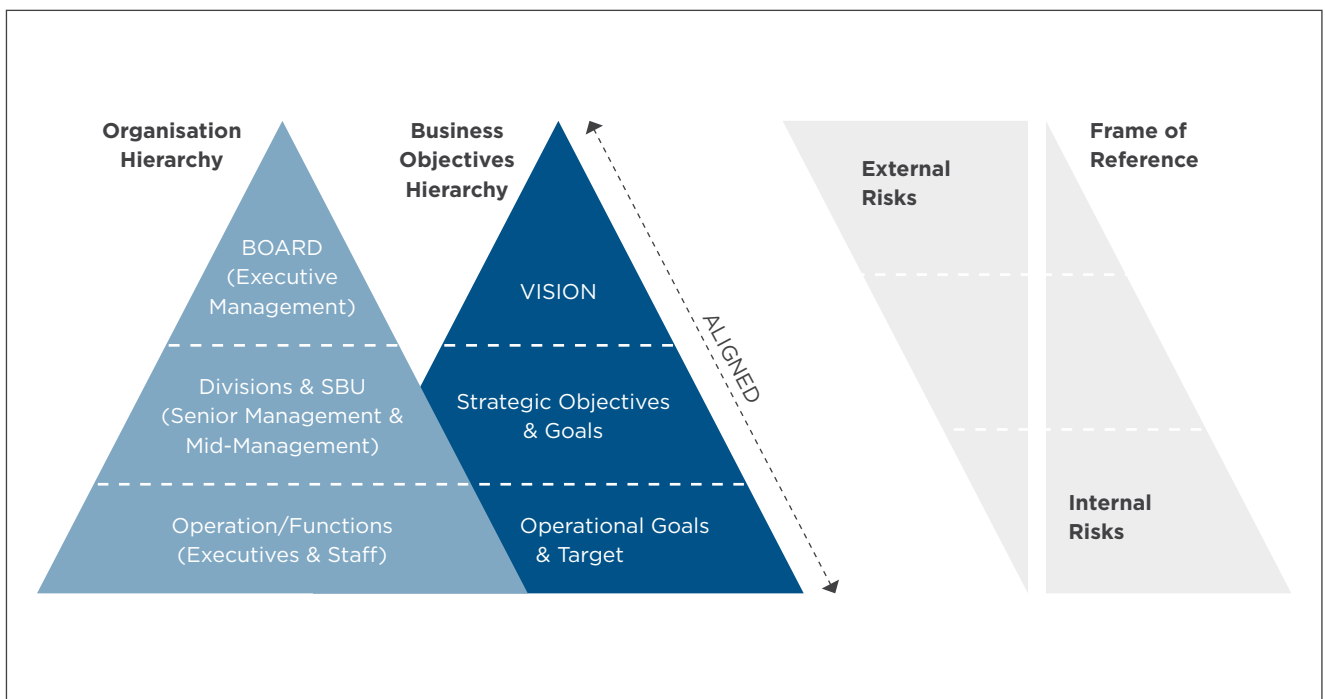 Organisation
Hierarchy
BOARD
(Executive
Management)
Divisions & SBU
(Senior Management &
Mid-Management)
Operation/Functions
(Executives & Staff)
Business
Objectives
Hierarchy
VISION
Strategic Objectives
& Goals
Operational Goals
& Target
ALIGNED
External
Risks
Frame of
Reference
Internal
Risks